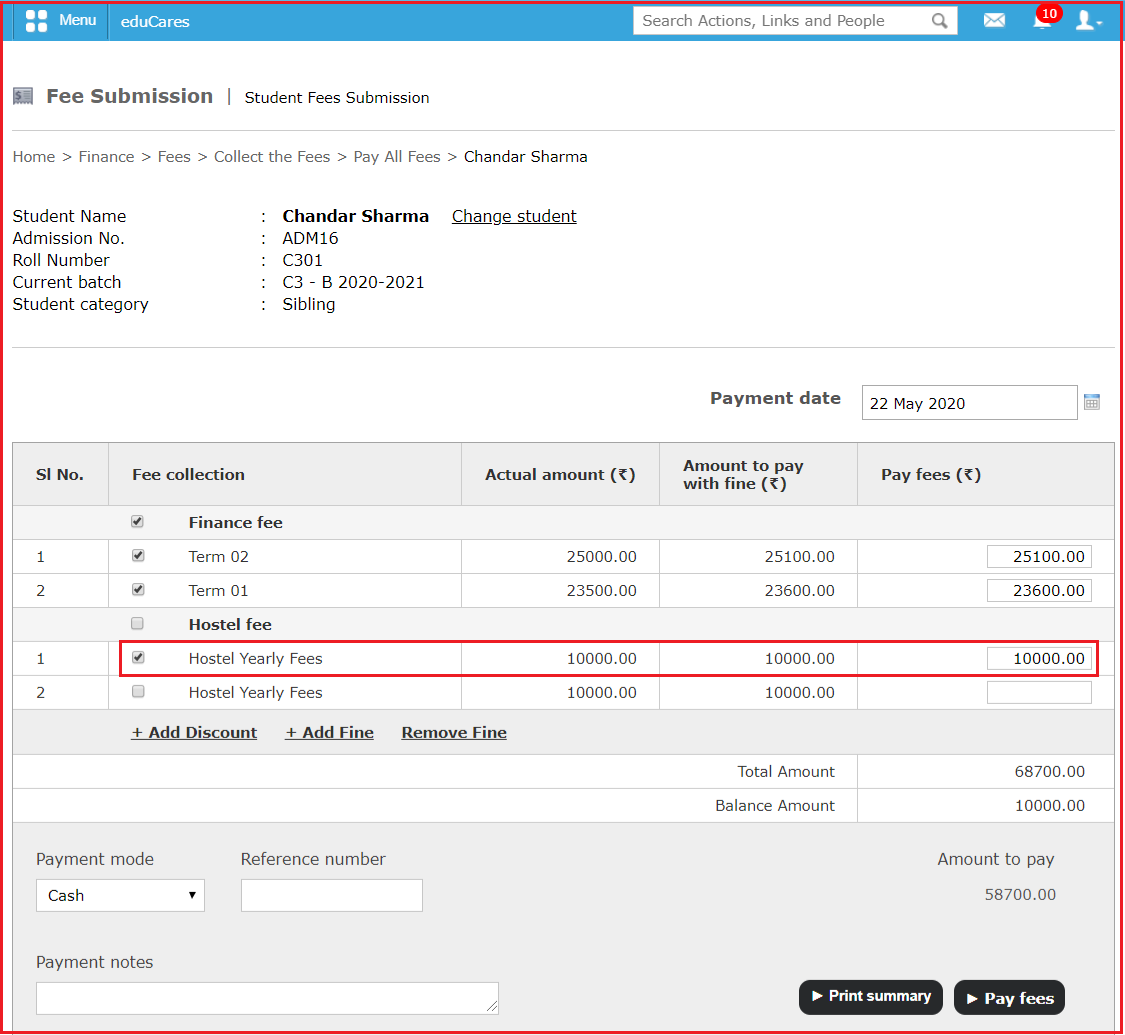 Menu eduCares Search Actions, Links and People 10
Fee Submission | Student Fees Submission
Home > Finance > Fees > Collect the Fees > Pay All Fees > Chandar Sharma
Student Name : Chandar Sharma Change student
Admission No. : ADM16
Roll Number : C301
Current batch : C3 - B 2020-2021
Student category : Sibling
Payment date 22 May 2020
Sl No. Fee collection Actual amount (₹) Amount to pay with fine (₹) Pay fees (₹)
Finance fee
1 Term 02 25000.00 25100.00 25100.00
2 Term 01 23500.00 23600.00 23600.00
Hostel fee
1 Hostel Yearly Fees 10000.00 10000.00 10000.00
2 Hostel Yearly Fees 10000.00 10000.00
+ Add Discount + Add Fine Remove Fine
Total Amount 68700.00
Balance Amount 10000.00
Payment mode Reference number Amount to pay
Cash 58700.00
Payment notes
Print summary Pay fees